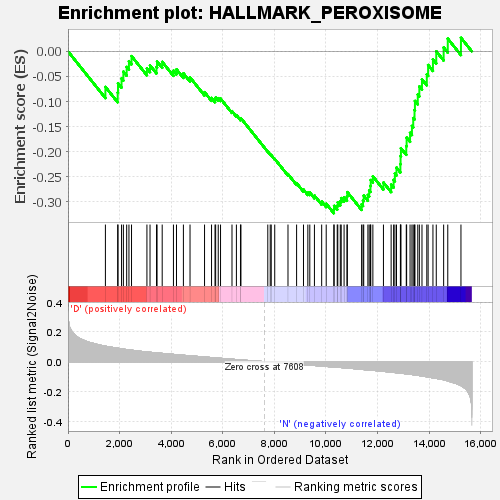 Enrichment plot: HALLMARK_PEROXISOME
Enrichment score (ES)
0.00
-0.05
-0.10
-0.15
-0.20
-0.25
-0.30
'D' (positively correlated)
Ranked list metric (Signal2Noise)
0.4
0.2
0.0
-0.2
-0.4
Zero cross at 7608
'N' (negatively correlated)
0 2,000 4,000 6,000 8,000 10,000 12,000 14,000 16,000
Rank in Ordered Dataset
Enrichment profile Hits Ranking metric scores